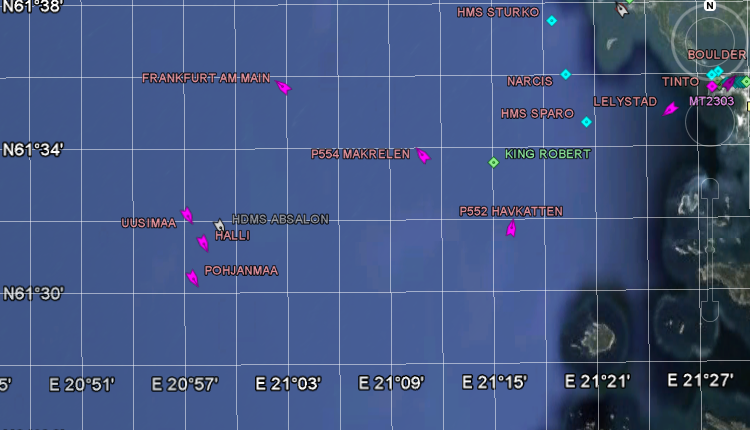 N61°38'
HMS STURKO
N
BOULDER
FRANKFURT AM MAIN
NARCIS
TINTO
LELYSTAD
MT2303
HMS SPARO
N61°34'
P554 MAKRELEN
KING ROBERT
P552 HAVKATTEN
UUSIMAA
HDMS ABSALON
HALLI
POHJANMAA
N61°30'
5'
E 20°51'
E 20°57'
E 21°03'
E 21°09'
E 21°15'
E 21°21'
E 21°27'